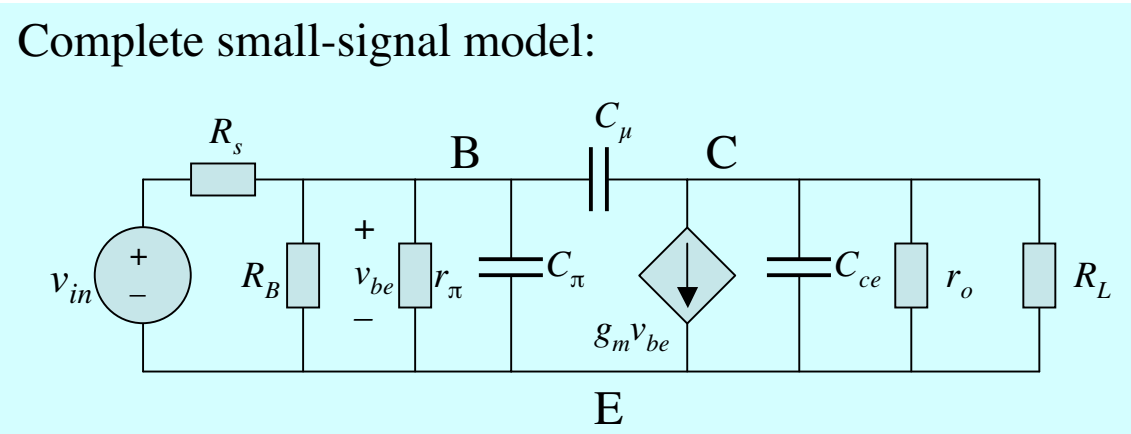 Complete small-signal model:
C_μ
R_s
B
C
+
+
–
v_in
R_B
v_be
–
r_π
C_π
g_m v_be
C_ce
r_o
R_L
E